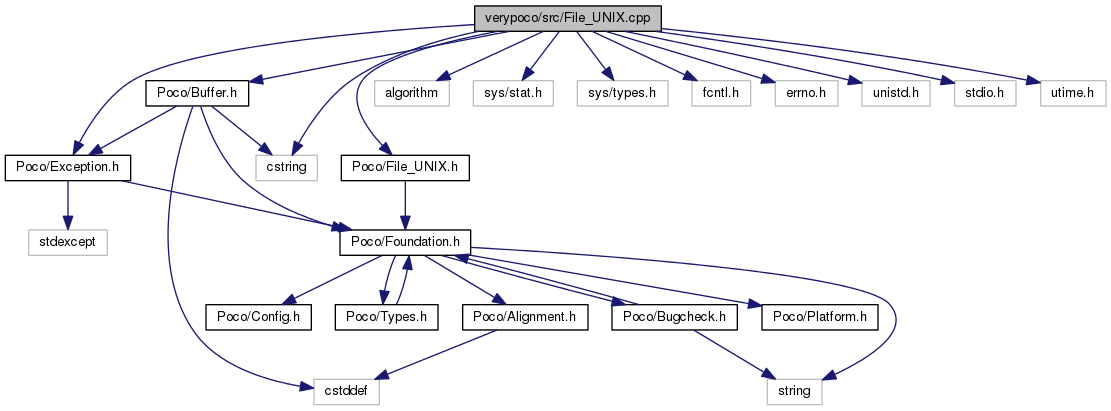 verypoco/src/File_UNIX.cpp
Poco/Buffer.h
algorithm
sys/stat.h
sys/types.h
fcntl.h
errno.h
unistd.h
stdio.h
utime.h
Poco/Exception.h
cstring
Poco/File_UNIX.h
stdexcept
Poco/Foundation.h
Poco/Config.h
Poco/Types.h
Poco/Alignment.h
Poco/Bugcheck.h
Poco/Platform.h
cstddef
string